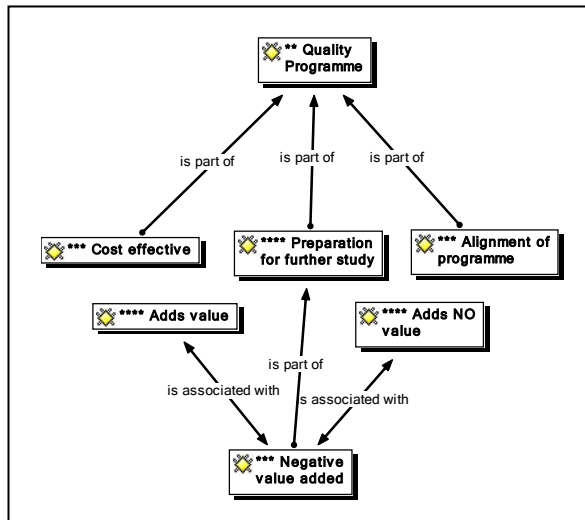 ** Quality
Programme
is part of
is part of
is part of
*** Cost effective
**** Preparation
for further study
*** Alignment of
programme
**** Adds value
**** Adds NO
value
is part of
is associated with
is associated with
*** Negative
value added